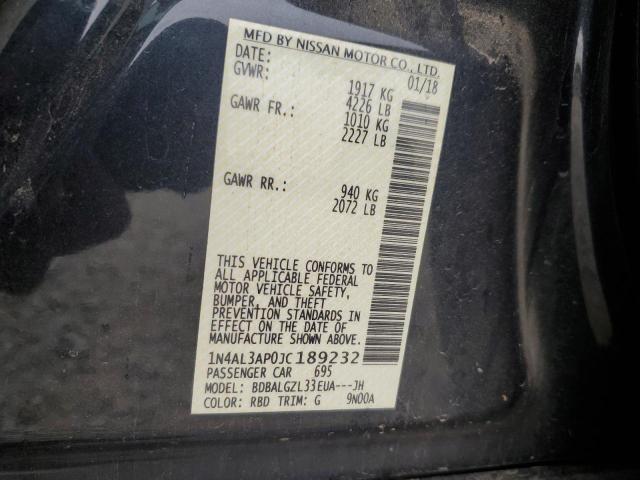 MFD BY NISSAN MOTOR CO., LTD.
DATE: 01/18
GVWR: 1917 KG
4226 LB
GAWR FR.: 1010 KG
2227 LB
GAWR RR.: 940 KG
2072 LB
THIS VEHICLE CONFORMS TO
ALL APPLICABLE FEDERAL
MOTOR VEHICLE SAFETY,
BUMPER, AND THEFT
PREVENTION STANDARDS IN
EFFECT ON THE DATE OF
MANUFACTURE SHOWN ABOVE.
1N4AL3AP0JC189232
PASSENGER CAR 695
MODEL: BDBALGZL33EUA---JH
COLOR: RBD TRIM: G 9N00A